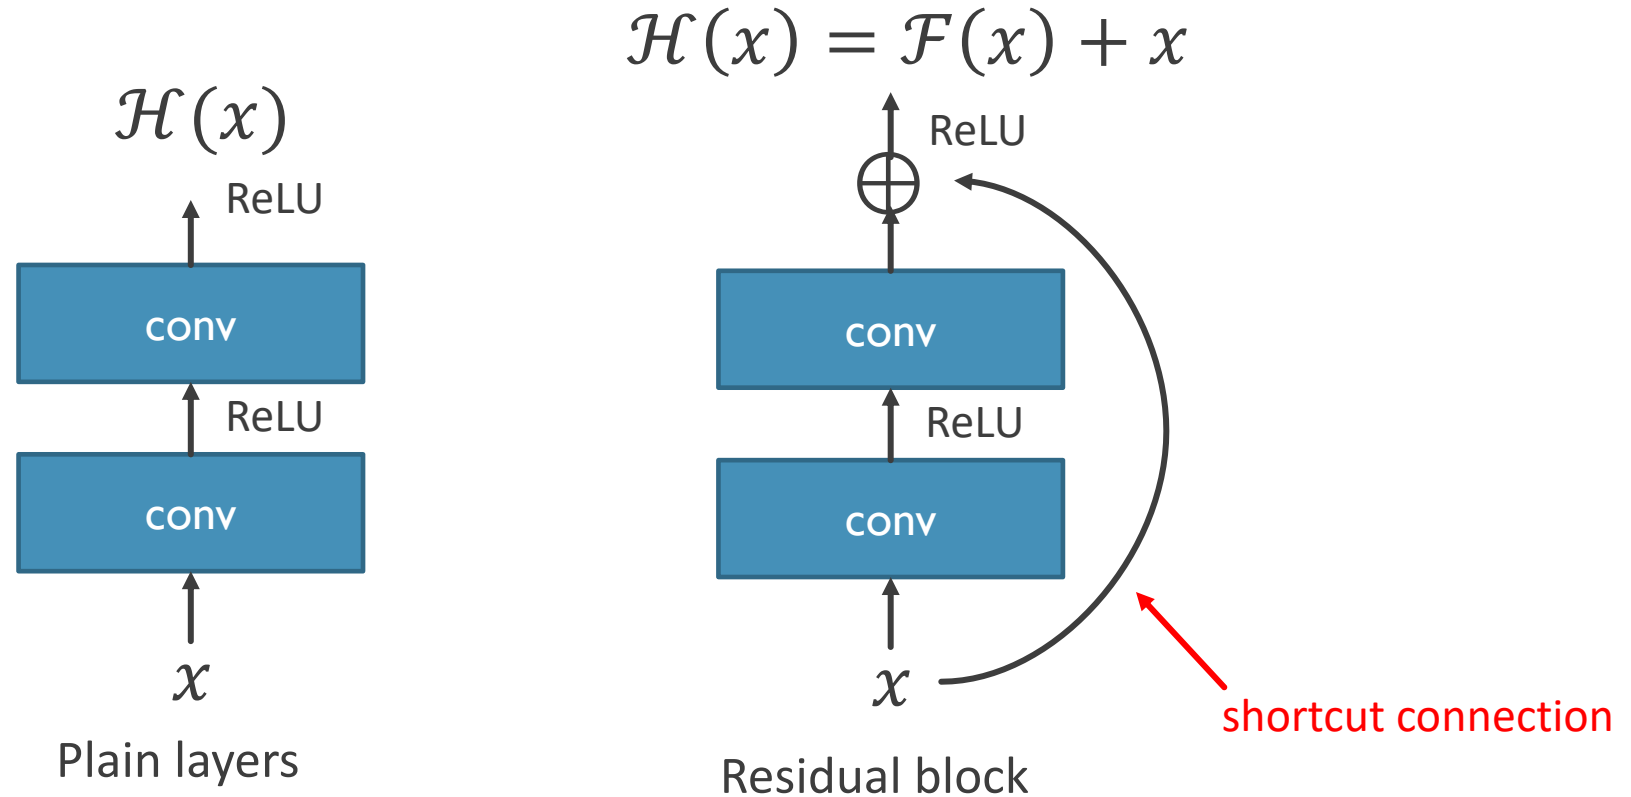 ℋ(x)
ReLU
conv
ReLU
conv
x
Plain layers
ℋ(x) = ℱ(x) + x
ReLU
conv
ReLU
conv
x
shortcut connection
Residual block